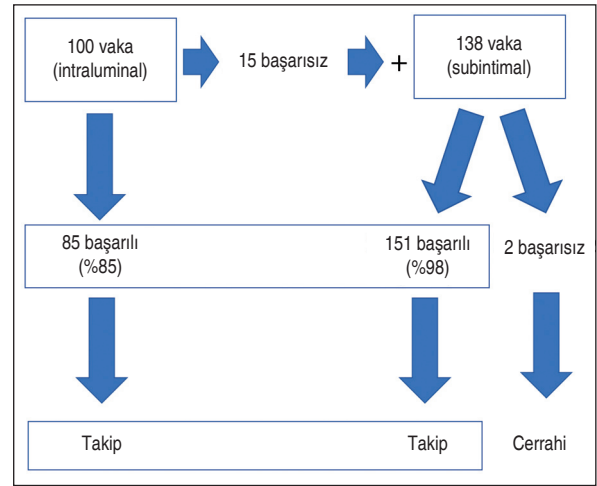 100 vaka
(intraluminal)
15 başarısız
+
138 vaka
(subintimal)
85 başarılı
(%85)
151 başarılı
(%98)
2 başarısız
Takip
Takip
Cerrahi